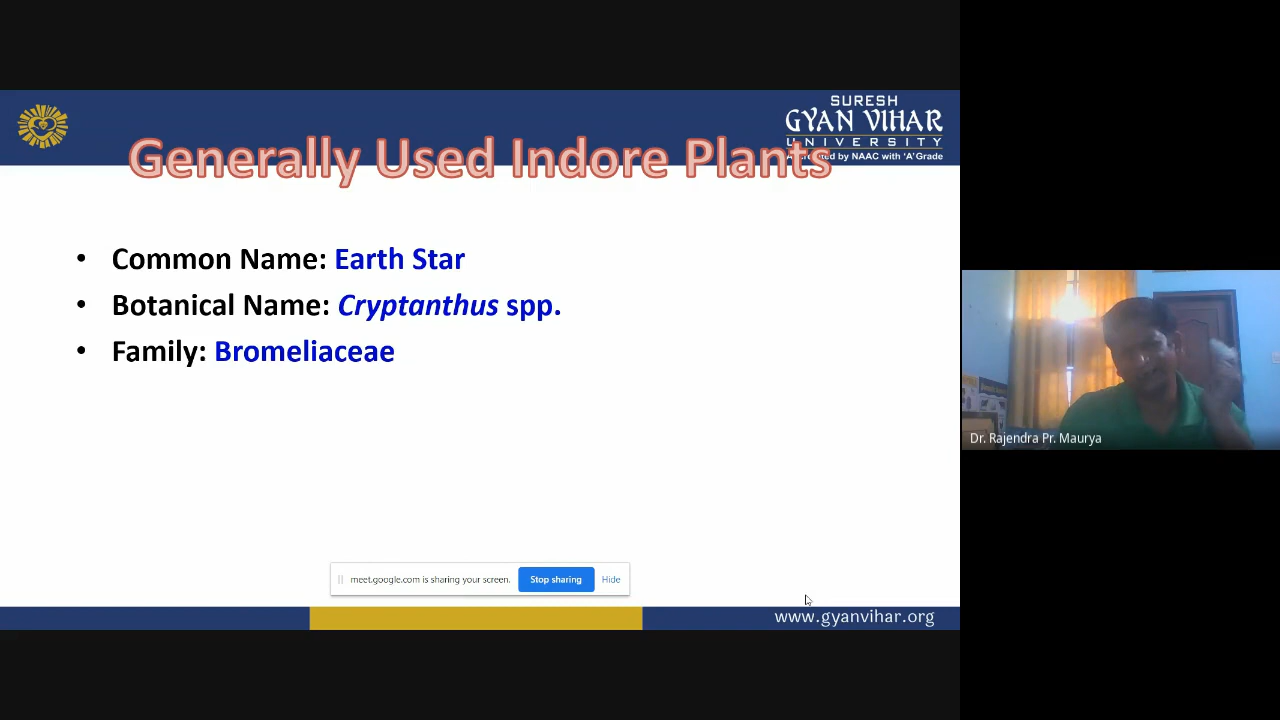 SURESH
GYAN VIHAR
UNIVERSITY
Accredited by NAAC with 'A' Grade
Generally Used Indore Plants
• Common Name: Earth Star
• Botanical Name: Cryptanthus spp.
• Family: Bromeliaceae
Dr. Rajendra Pr. Maurya
meet.google.com is sharing your screen. Stop sharing Hide
www.gyanvihar.org